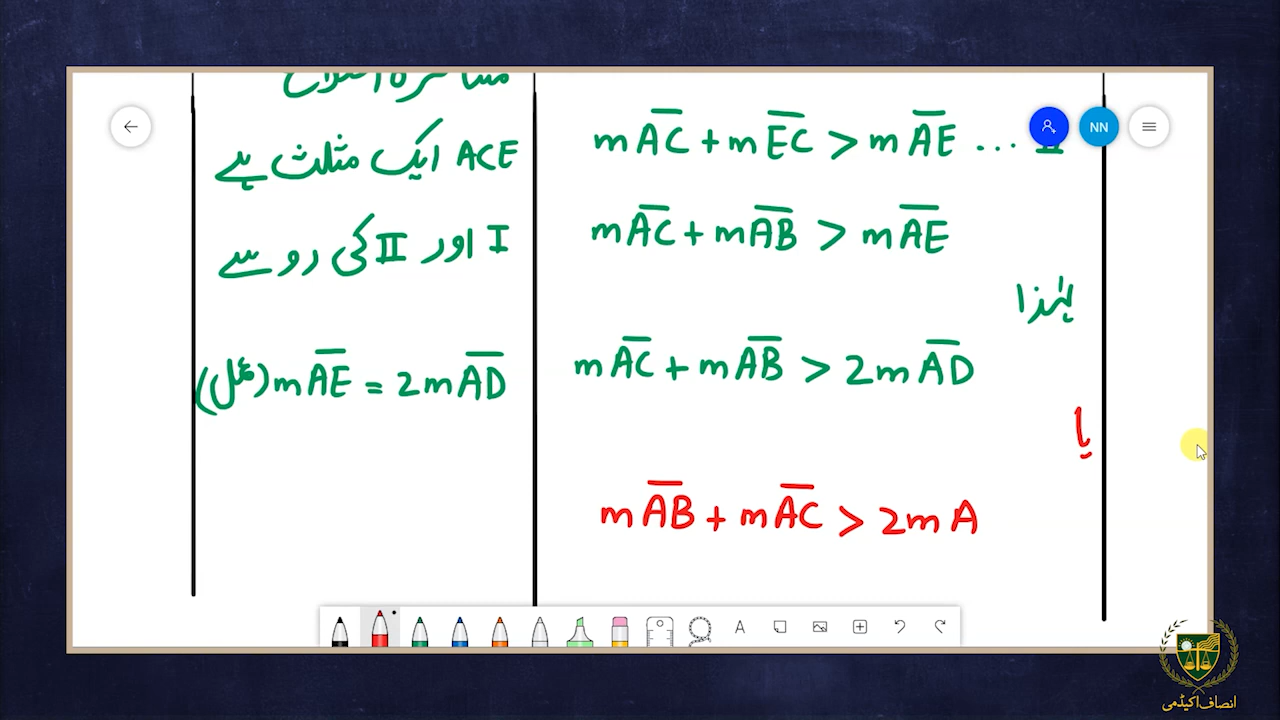 mAC + mEC > mAE ... II
ACE ایک مثلث ہے
mAC + mAB > mAE
I اور II کی رو سے
لہٰذا
mAC + mAB > 2mAD
mAE = 2mAD (عمل)
یا
mAB + mAC > 2mA
NN
انصاف اکیڈمی